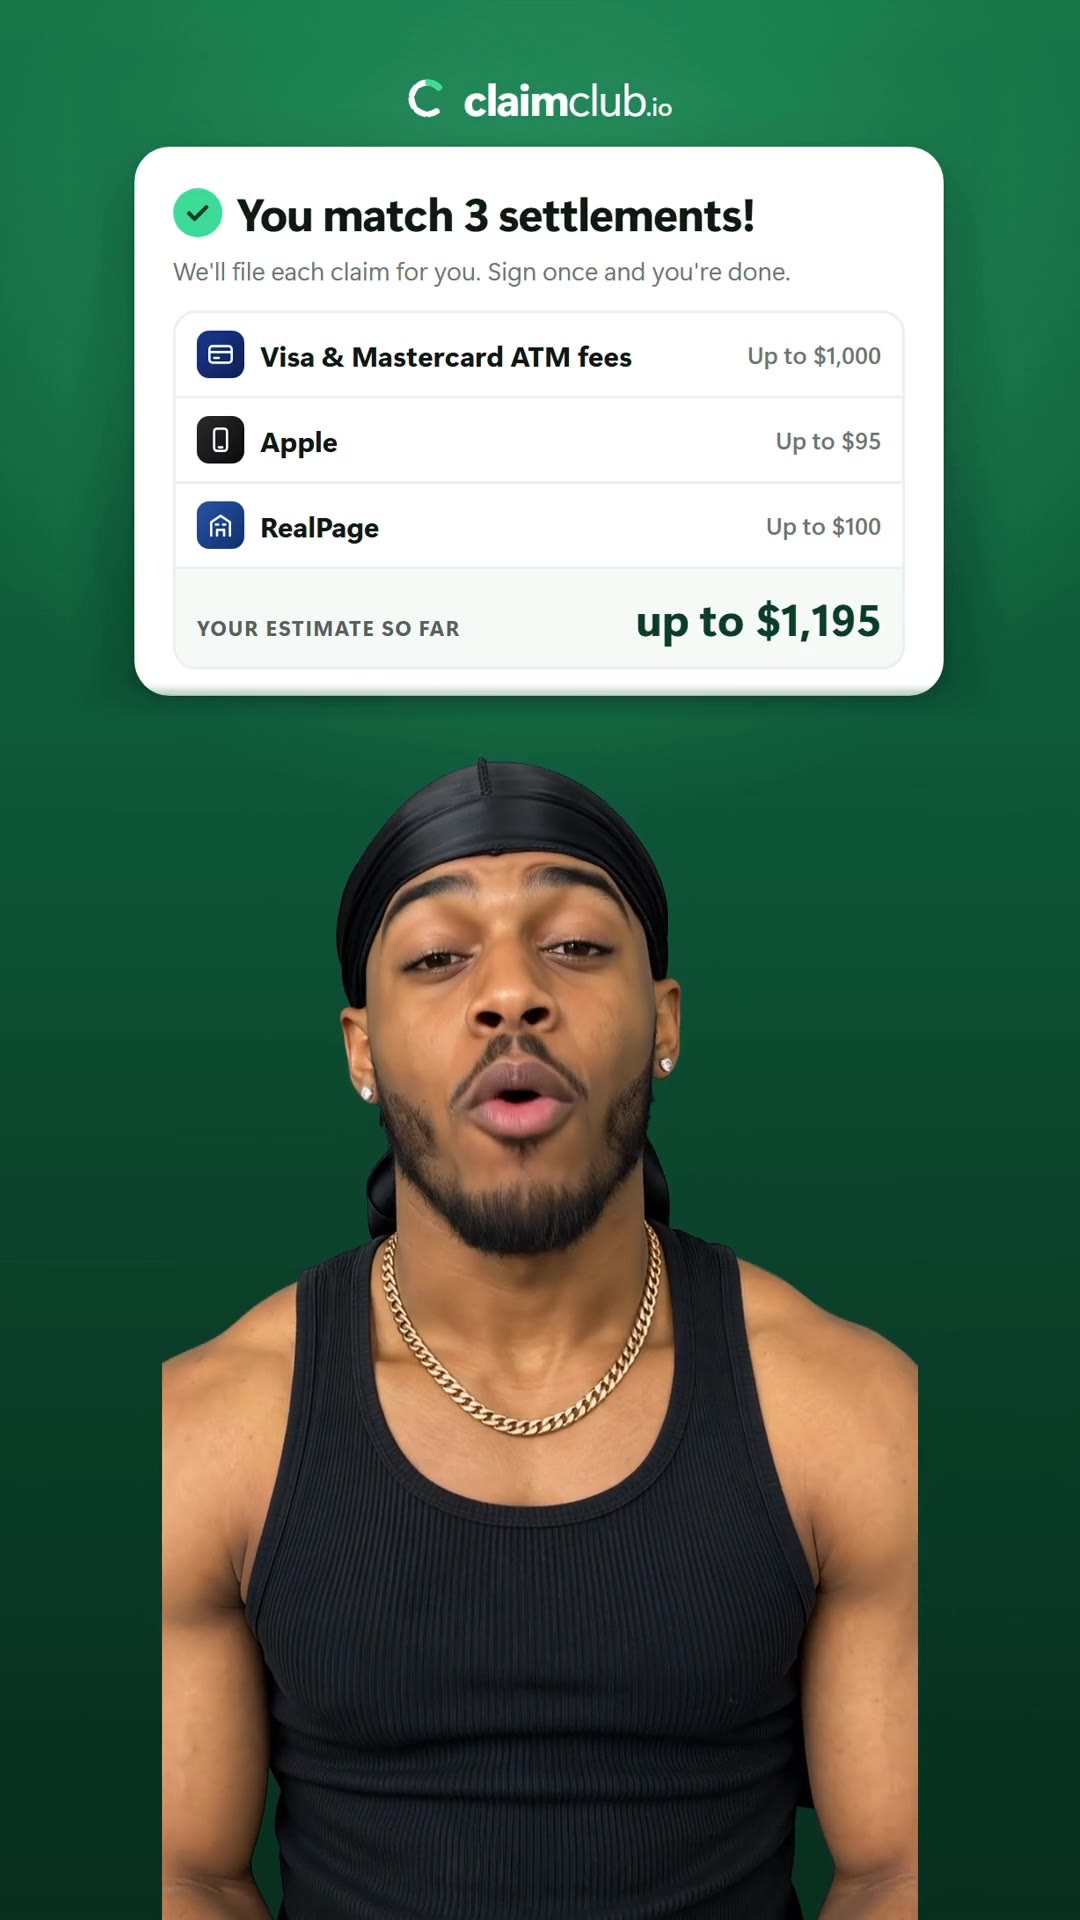 claimclub.io
You match 3 settlements!
We'll file each claim for you. Sign once and you're done.
Visa & Mastercard ATM fees Up to $1,000
Apple Up to $95
RealPage Up to $100
YOUR ESTIMATE SO FAR up to $1,195